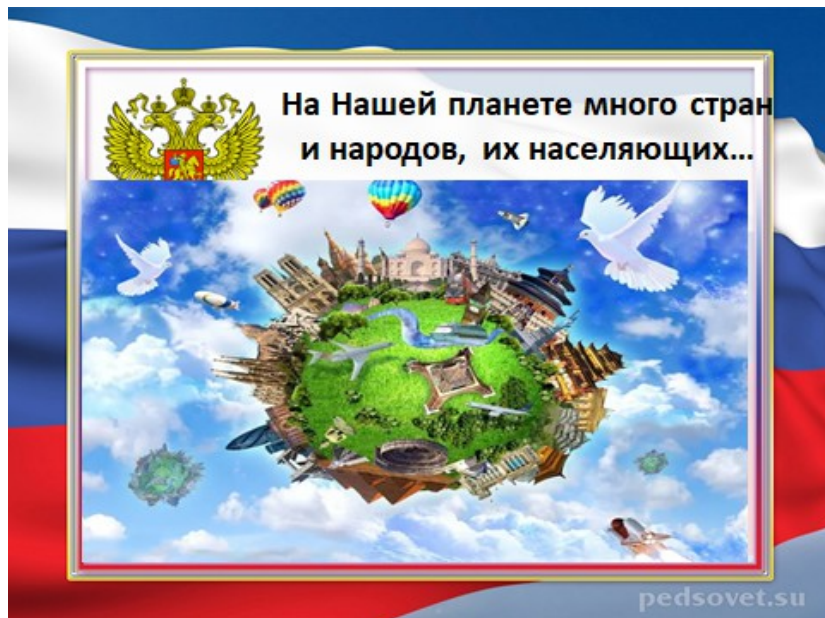 На Нашей планете много стран
и народов, их населяющих...
pedsovet.su